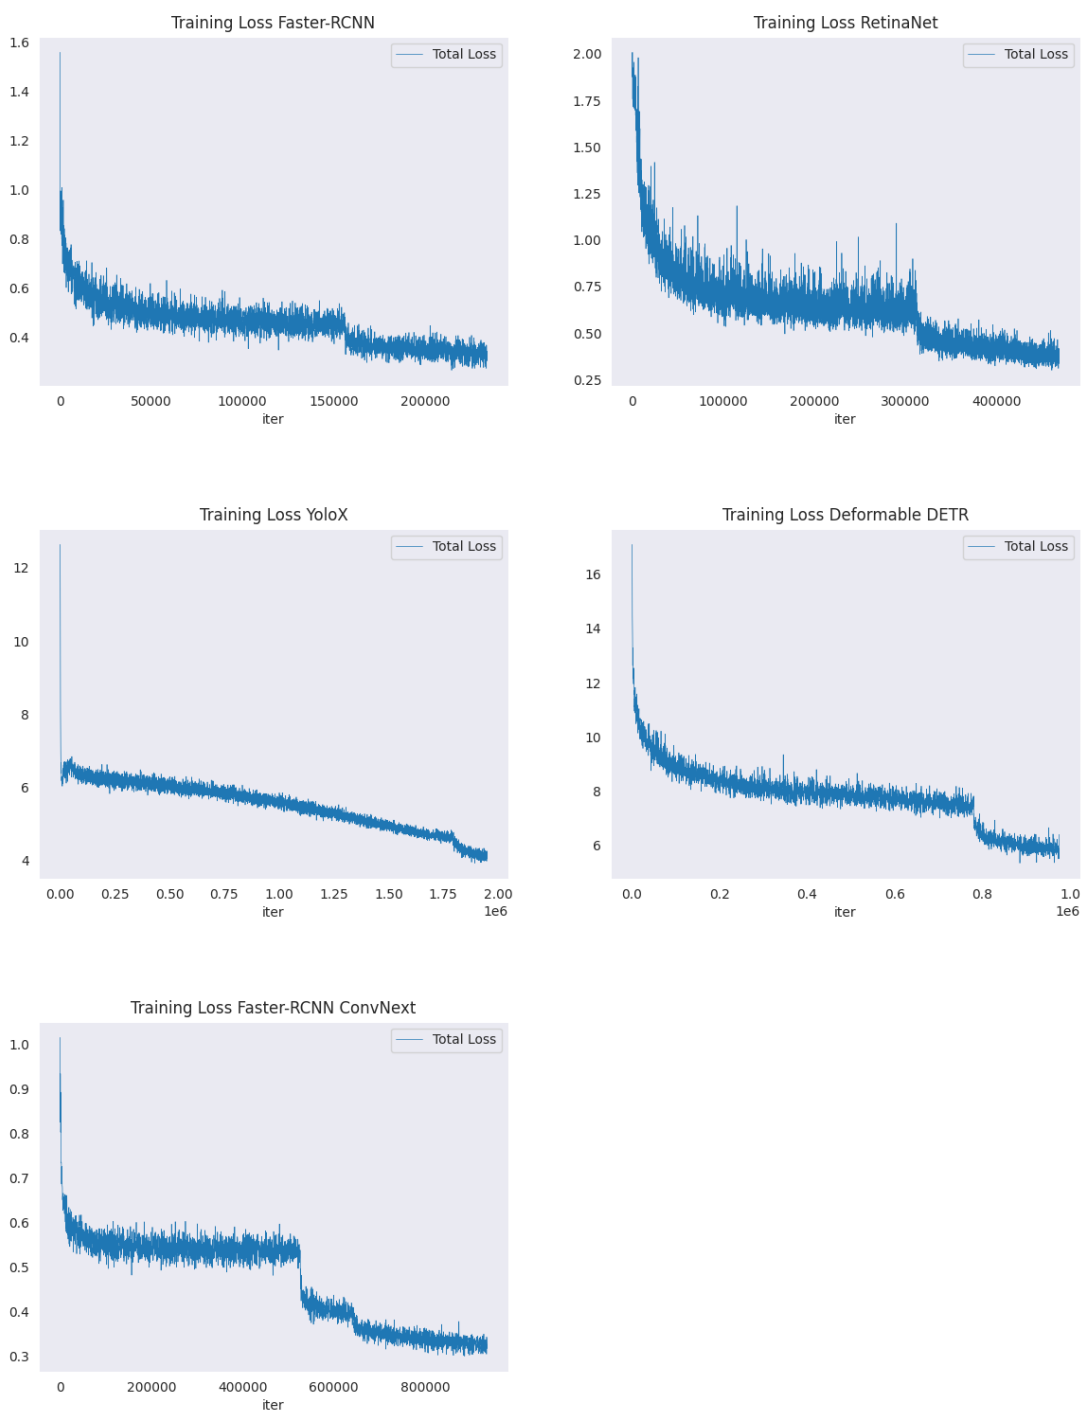 Training Loss Faster-RCNN
Total Loss
1.6
1.4
1.2
1.0
0.8
0.6
0.4
0 50000 100000 150000 200000
iter
Training Loss RetinaNet
Total Loss
2.00
1.75
1.50
1.25
1.00
0.75
0.50
0.25
0 100000 200000 300000 400000
iter
Training Loss YoloX
Total Loss
12
10
8
6
4
0.00 0.25 0.50 0.75 1.00 1.25 1.50 1.75 2.00
1e6
iter
Training Loss Deformable DETR
Total Loss
16
14
12
10
8
6
0.0 0.2 0.4 0.6 0.8 1.0
1e6
iter
Training Loss Faster-RCNN ConvNext
Total Loss
1.0
0.9
0.8
0.7
0.6
0.5
0.4
0.3
0 200000 400000 600000 800000
iter